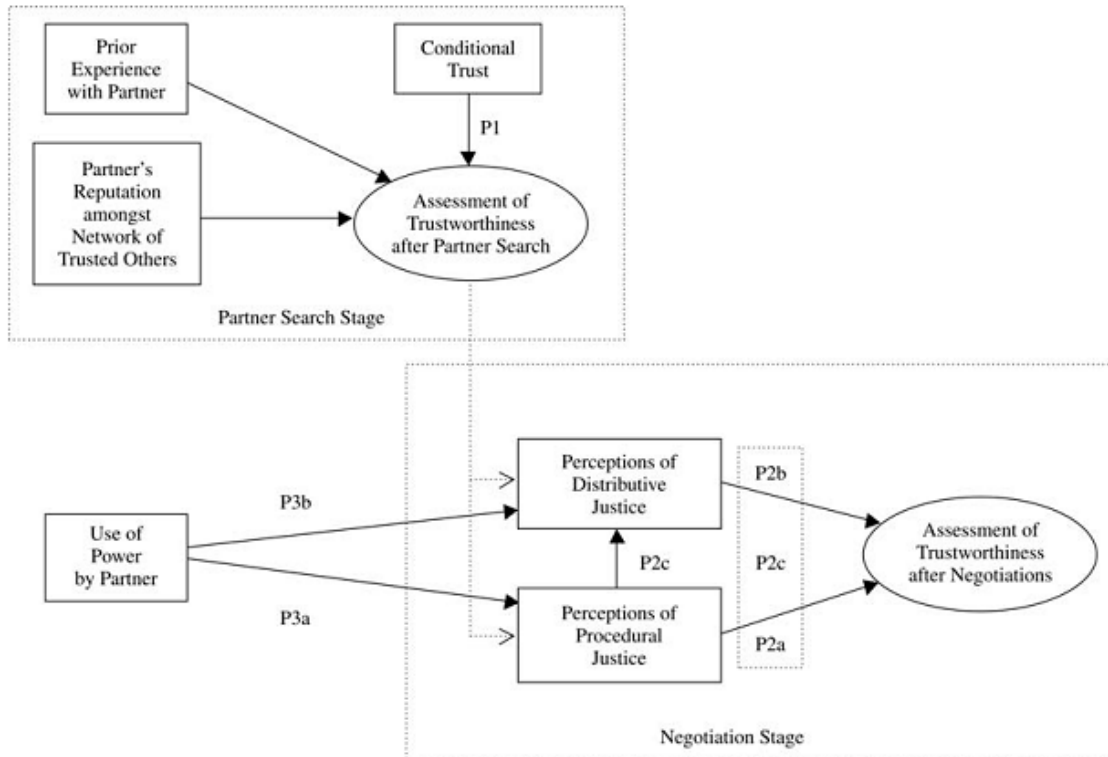 Prior
Experience
with Partner
Conditional
Trust
P1
Partner's
Reputation
amongst
Network of
Trusted Others
Assessment of
Trustworthiness
after Partner Search
Partner Search Stage
Use of
Power
by Partner
P3b
P3a
Perceptions of
Distributive
Justice
P2c
Perceptions of
Procedural
Justice
P2b
P2c
P2a
Assessment of
Trustworthiness
after Negotiations
Negotiation Stage